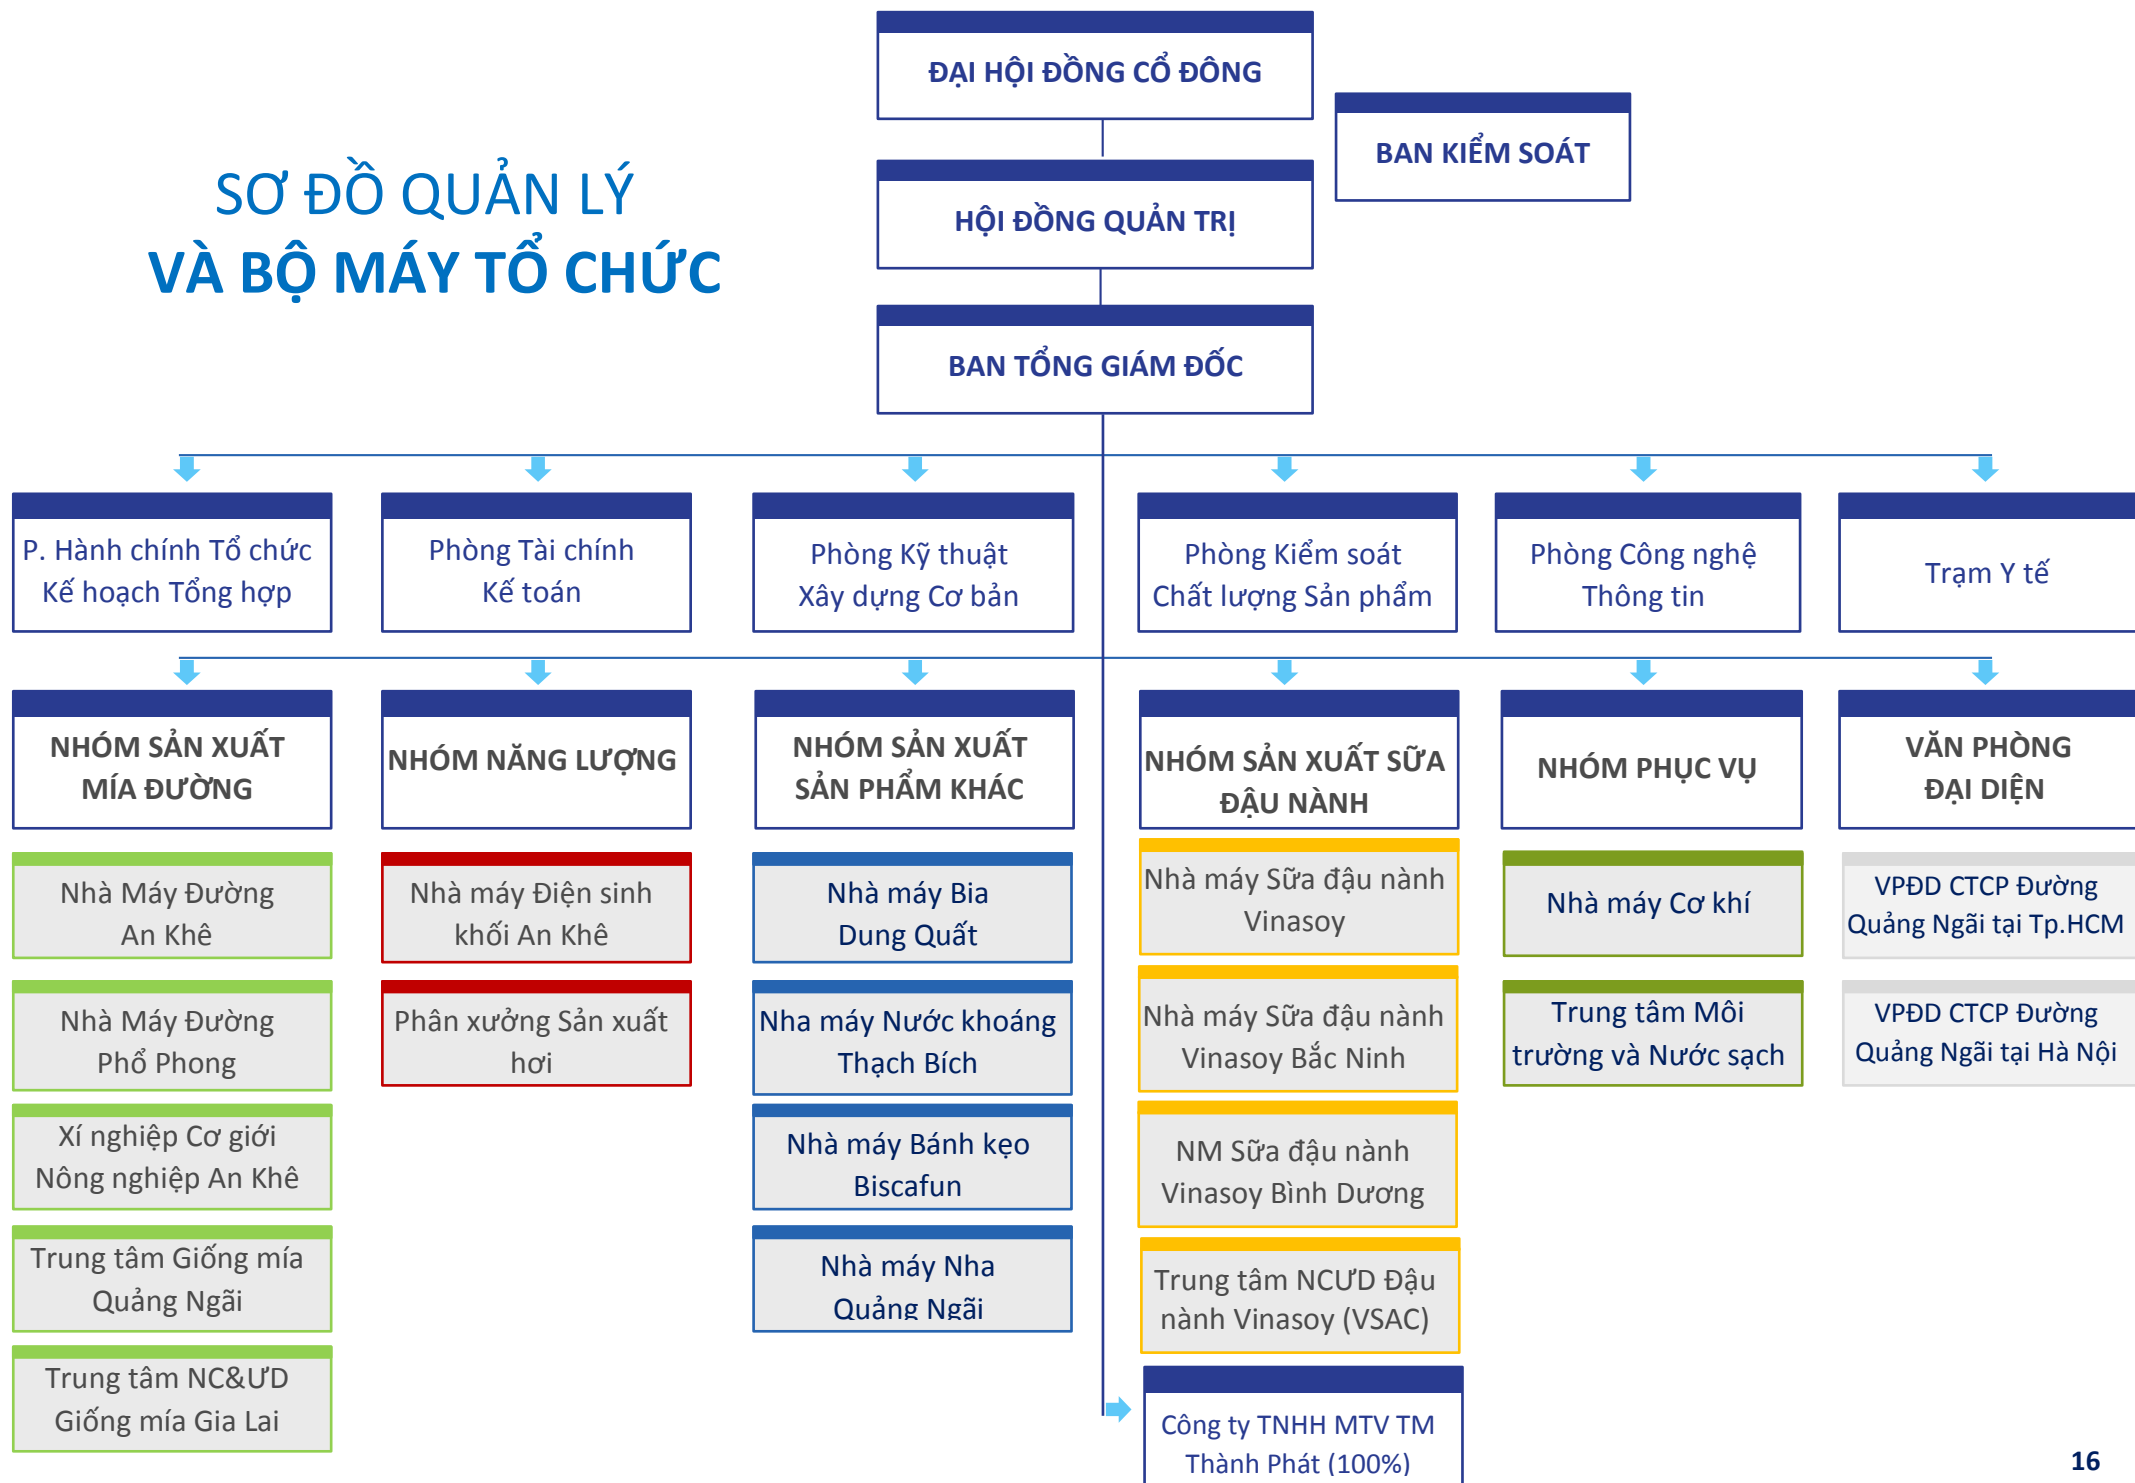 ĐẠI HỘI ĐỒNG CỔ ĐÔNG
BAN KIỂM SOÁT
SƠ ĐỒ QUẢN LÝ
VÀ BỘ MÁY TỔ CHỨC
HỘI ĐỒNG QUẢN TRỊ
BAN TỔNG GIÁM ĐỐC
P. Hành chính Tổ chức
Kế hoạch Tổng hợp
Phòng Tài chính
Kế toán
Phòng Kỹ thuật
Xây dựng Cơ bản
Phòng Kiểm soát
Chất lượng Sản phẩm
Phòng Công nghệ
Thông tin
Trạm Y tế
NHÓM SẢN XUẤT
MÍA ĐƯỜNG
NHÓM NĂNG LƯỢNG
NHÓM SẢN XUẤT
SẢN PHẨM KHÁC
NHÓM SẢN XUẤT SỮA
ĐẬU NÀNH
NHÓM PHỤC VỤ
VĂN PHÒNG
ĐẠI DIỆN
Nhà Máy Đường
An Khê
Nhà Máy Đường
Phổ Phong
Xí nghiệp Cơ giới
Nông nghiệp An Khê
Trung tâm Giống mía
Quảng Ngãi
Trung tâm NC&ƯD
Giống mía Gia Lai
Nhà máy Điện sinh
khối An Khê
Phân xưởng Sản xuất
hơi
Nhà máy Bia
Dung Quất
Nha máy Nước khoáng
Thạch Bích
Nhà máy Bánh kẹo
Biscafun
Nhà máy Nha
Quảng Ngãi
Nhà máy Sữa đậu nành
Vinasoy
Nhà máy Sữa đậu nành
Vinasoy Bắc Ninh
NM Sữa đậu nành
Vinasoy Bình Dương
Trung tâm NCƯD Đậu
nành Vinasoy (VSAC)
Công ty TNHH MTV TM
Thành Phát (100%)
Nhà máy Cơ khí
Trung tâm Môi
trường và Nước sạch
VPĐD CTCP Đường
Quảng Ngãi tại Tp.HCM
VPĐD CTCP Đường
Quảng Ngãi tại Hà Nội
16